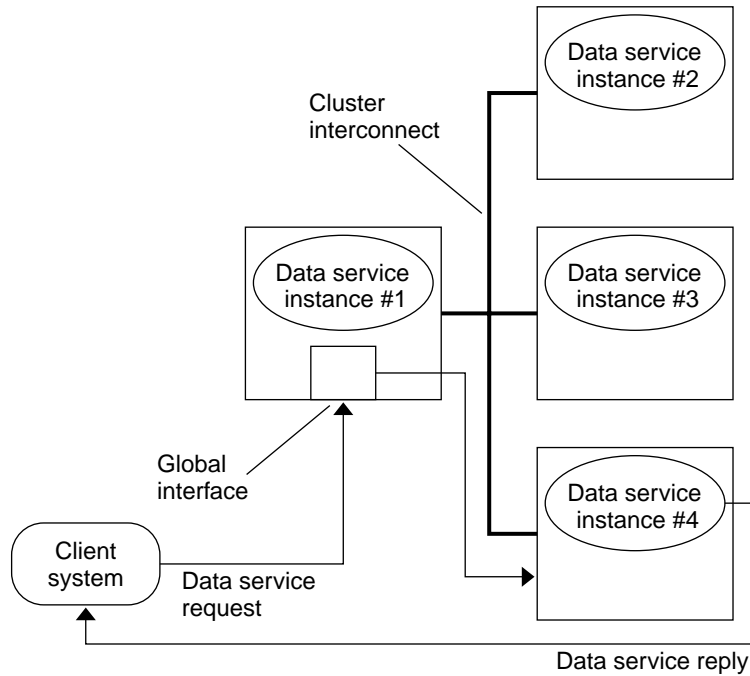 Data service
instance #2
Cluster
interconnect
Data service
instance #1
Data service
instance #3
Global
interface
Data service
instance #4
Client
system
Data service
request
Data service reply